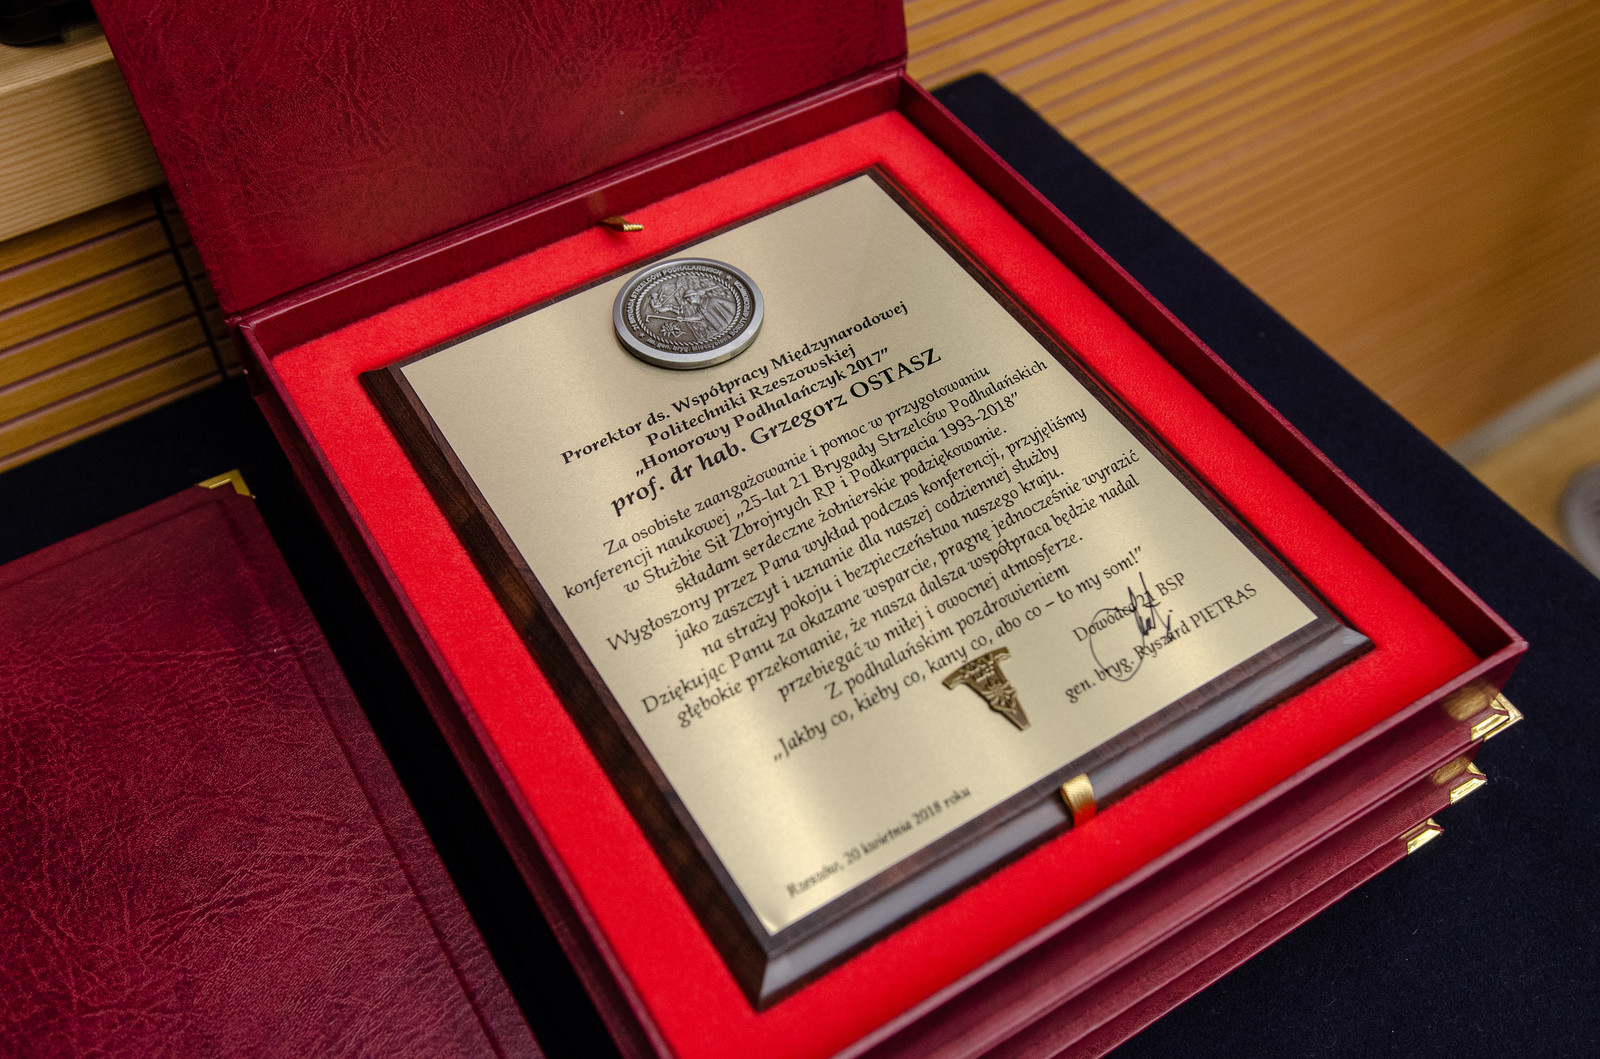 21 BRYGADA STRZELCÓW PODHALAŃSKICH
Prorektor ds. Współpracy Międzynarodowej
Politechniki Rzeszowskiej
„Honorowy Podhalańczyk 2017”
prof. dr hab. Grzegorz OSTASZ
Za osobiste zaangażowanie i pomoc w przygotowaniu
konferencji naukowej „25-lat 21 Brygady Strzelców Podhalańskich
w Służbie Sił Zbrojnych RP i Podkarpacia 1993-2018”
składam serdeczne żołnierskie podziękowanie.
Wygłoszony przez Pana wykład podczas konferencji, przyjęliśmy
jako zaszczyt i uznanie dla naszej codziennej służby
na straży pokoju i bezpieczeństwa naszego kraju.
Dziękując Panu za okazane wsparcie, pragnę jednocześnie wyrazić
głębokie przekonanie, że nasza dalsza współpraca będzie nadal
przebiegać w miłej i owocnej atmosferze.
Z podhalańskim pozdrowieniem
„Jakby co, kieby co, kany co, abo co – to my som!”
Dowódca 21 BSP
gen. bryg. Ryszard PIETRAS
Rzeszów, 20 kwietnia 2018 roku